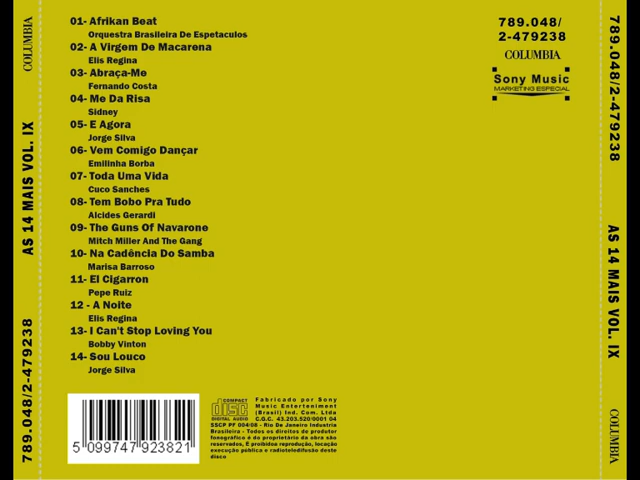 COLUMBIA
AS 14 MAIS VOL. IX
789.048/2-479238
01- Afrikan Beat
Orquestra Brasileira De Espetaculos
02- A Virgem De Macarena
Elis Regina
03- Abraça-Me
Fernando Costa
04- Me Da Risa
Sidney
05- E Agora
Jorge Silva
06- Vem Comigo Dançar
Emilinha Borba
07- Toda Uma Vida
Cuco Sanches
08- Tem Bobo Pra Tudo
Alcides Gerardi
09- The Guns Of Navarone
Mitch Miller And The Gang
10- Na Cadência Do Samba
Marisa Barroso
11- El Cigarron
Pepe Ruiz
12 - A Noite
Elis Regina
13- I Can't Stop Loving You
Bobby Vinton
14- Sou Louco
Jorge Silva
789.048/
2-479238
COLUMBIA
Sony Music
MARKETING ESPECIAL
5 099747 923821
COMPACT
disc
DIGITAL AUDIO
Fabricado por Sony
Music Enterteniment
(Brasil) Ind. Com. Ltda
C.G.C. 43.203.520/0001 04
SSCP PF 004/08 - Rio De Janeiro Industria
Brasileira - Todos os direitos de produtor
fonográfico é do proprietário da obra são
reservados, E proibidoa reprodução, locação
execução pública e radioteledifusão deste
disco
789.048/2-479238
AS 14 MAIS VOL. IX
COLUMBIA